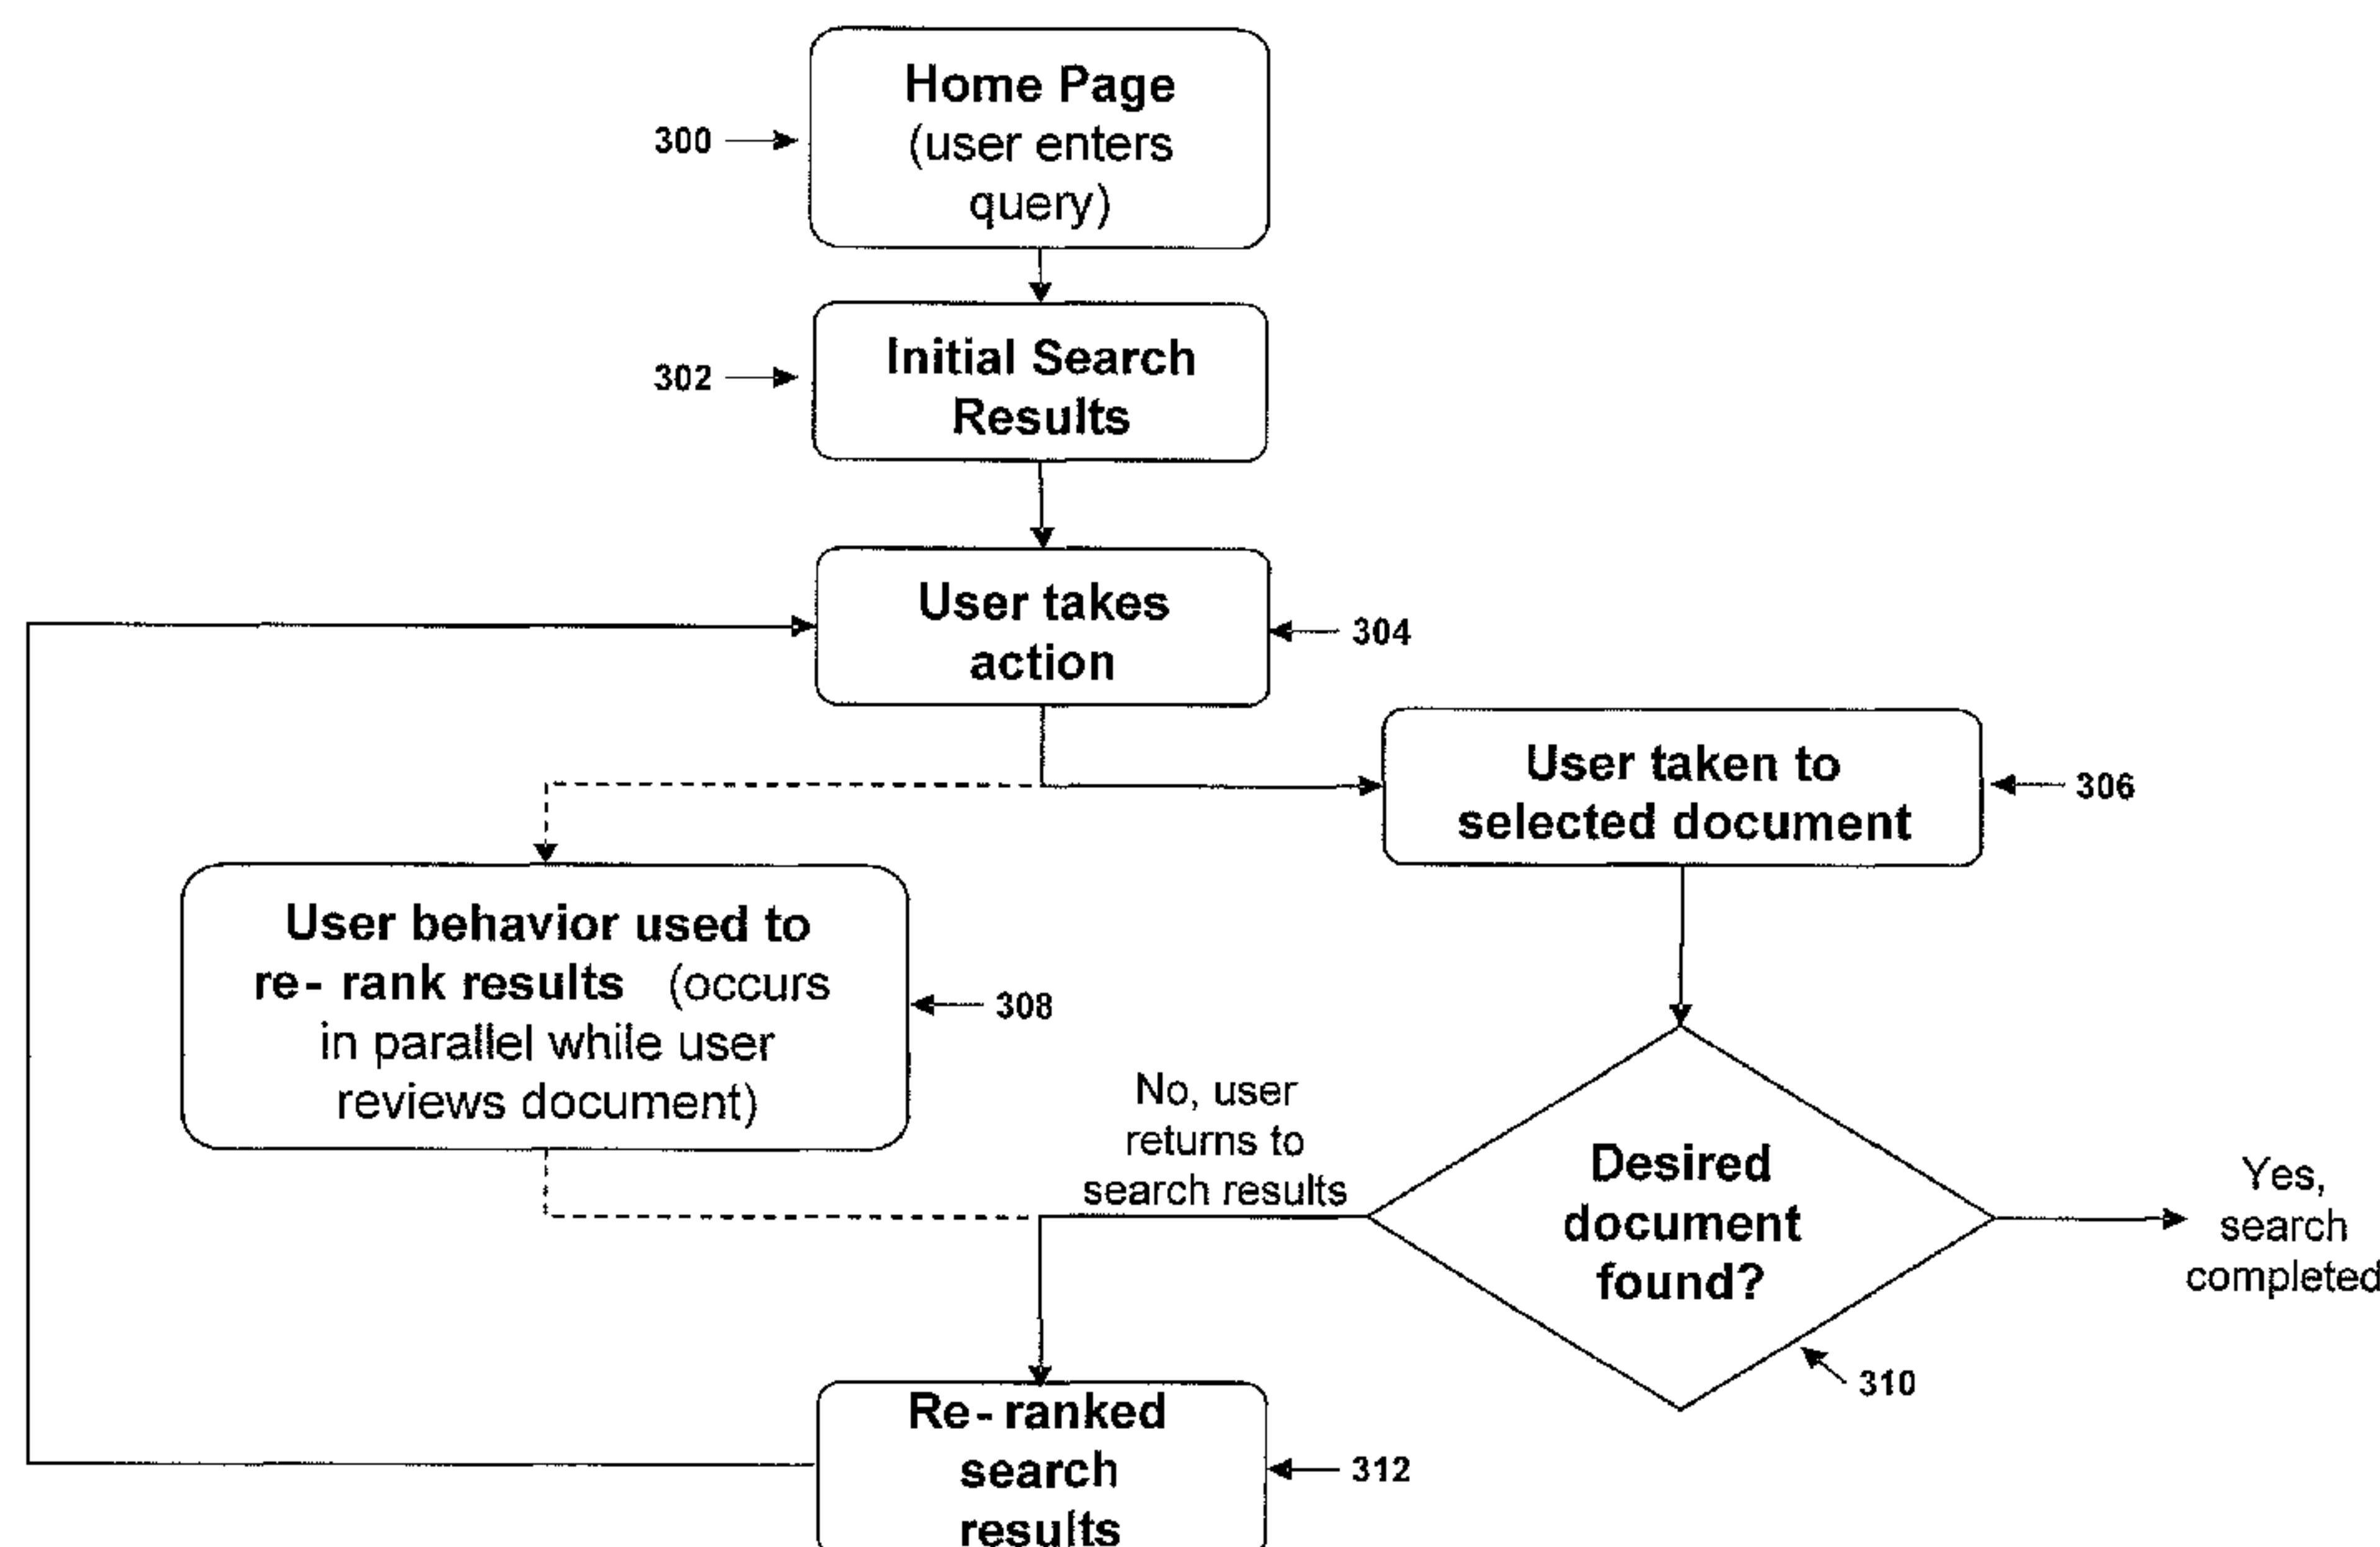 Home Page
(user enters
query)
300
Initial Search
Results
302
User takes
action
304
User taken to
selected document
306
User behavior used to
re- rank results (occurs
in parallel while user
reviews document)
308
No, user
returns to
search results
Desired
document
found?
310
Yes,
search
completed
Re- ranked
search
results
312